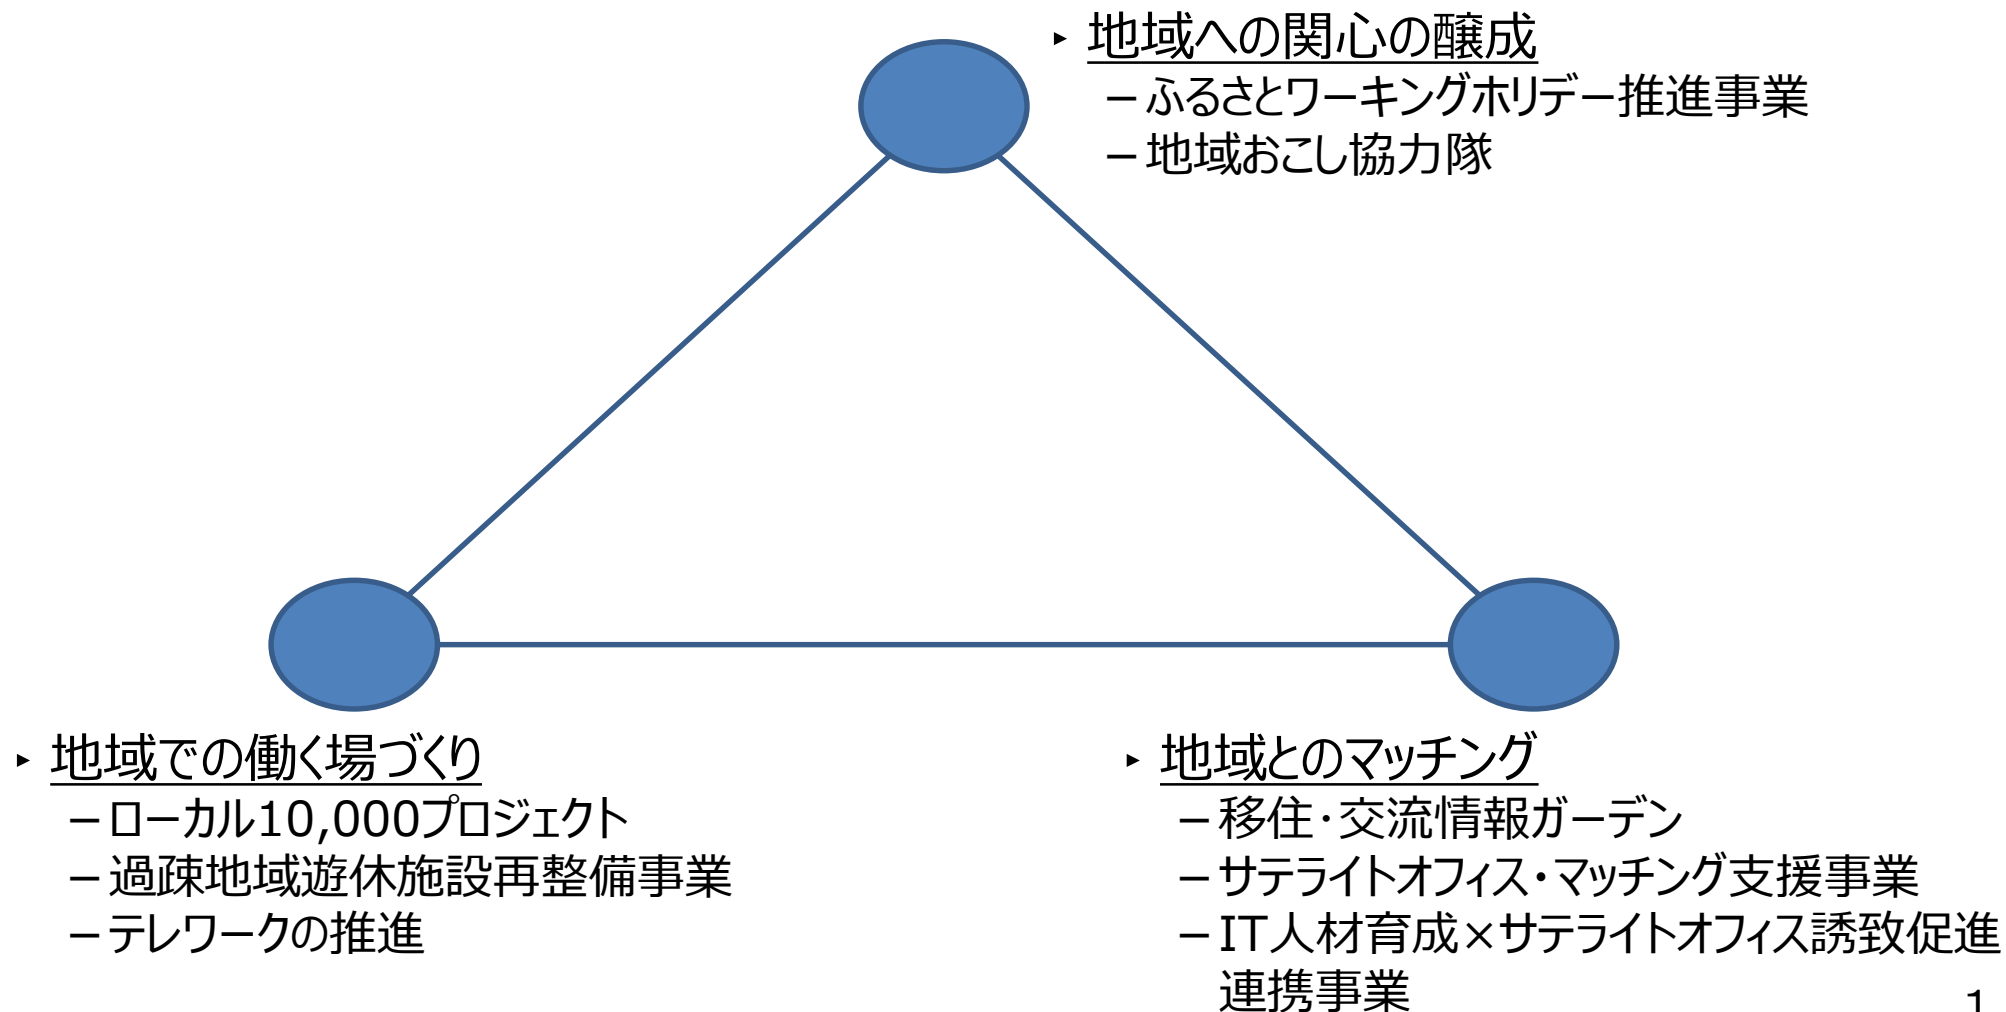 ‣ 地域への関心の醸成
－ふるさとワーキングホリデー推進事業
－地域おこし協力隊
‣ 地域での働く場づくり
－ローカル10,000プロジェクト
－過疎地域遊休施設再整備事業
－テレワークの推進
‣ 地域とのマッチング
－移住・交流情報ガーデン
－サテライトオフィス・マッチング支援事業
－IT人材育成×サテライトオフィス誘致促進
連携事業
1